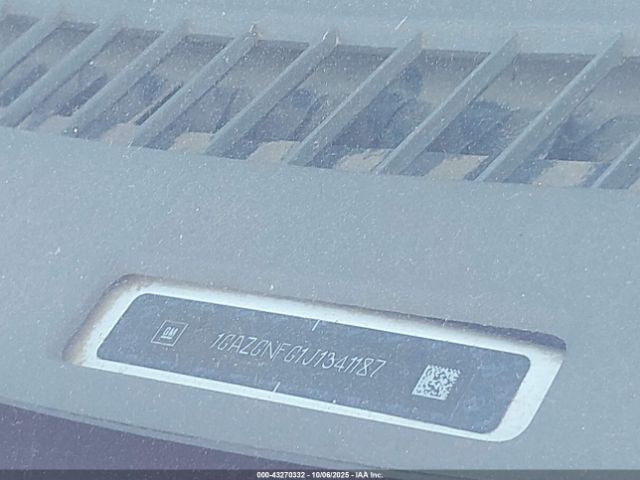 GM
1GAZGNFG1J1341187
000-43270332 - 10/06/2025 - IAA Inc.